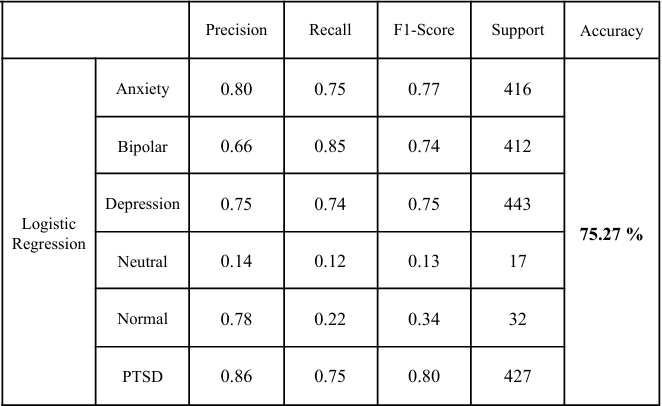 Precision Recall F1-Score Support Accuracy
Anxiety 0.80 0.75 0.77 416
Bipolar 0.66 0.85 0.74 412
Depression 0.75 0.74 0.75 443
Logistic
Regression
75.27 %
Neutral 0.14 0.12 0.13 17
Normal 0.78 0.22 0.34 32
PTSD 0.86 0.75 0.80 427